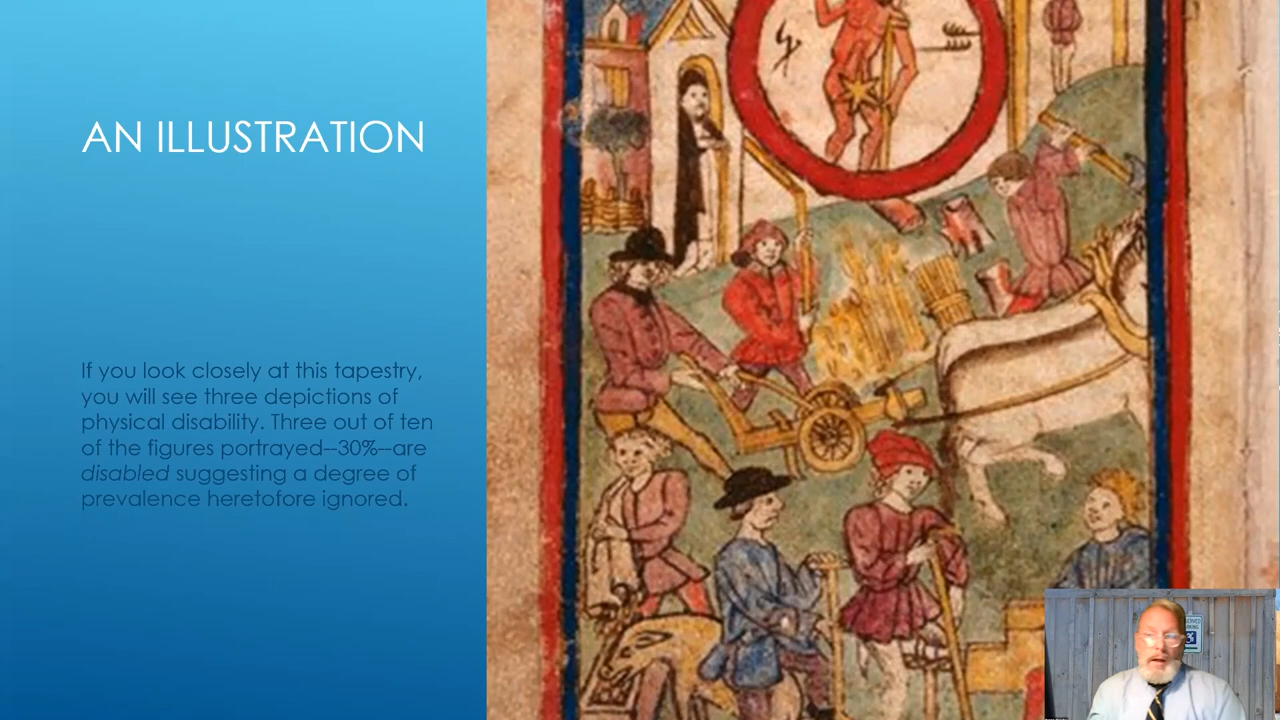 AN ILLUSTRATION
If you look closely at this tapestry,
you will see three depictions of
physical disability. Three out of ten
of the figures portrayed--30%--are
disabled suggesting a degree of
prevalence heretofore ignored.